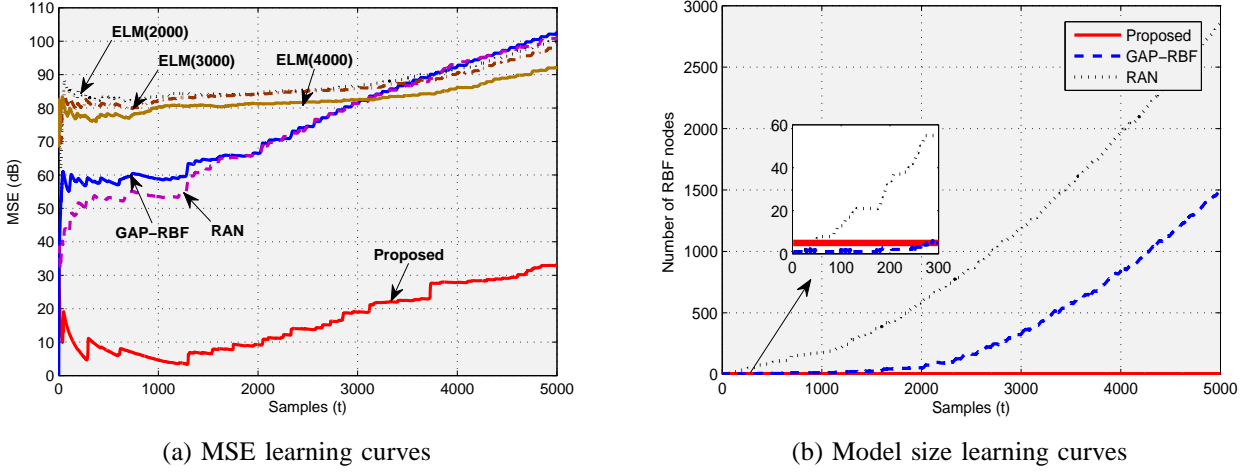 110
100
90
80
70
60
50
40
30
20
10
0
MSE (dB)
ELM(2000)
ELM(3000)
ELM(4000)
GAP-RBF
RAN
Proposed
0
1000
2000
3000
4000
5000
Samples (t)
(a) MSE learning curves
3000
2500
2000
1500
1000
500
0
Number of RBF nodes
Proposed
GAP-RBF
RAN
60
40
20
0
0
100
200
300
0
1000
2000
3000
4000
5000
Samples (t)
(b) Model size learning curves